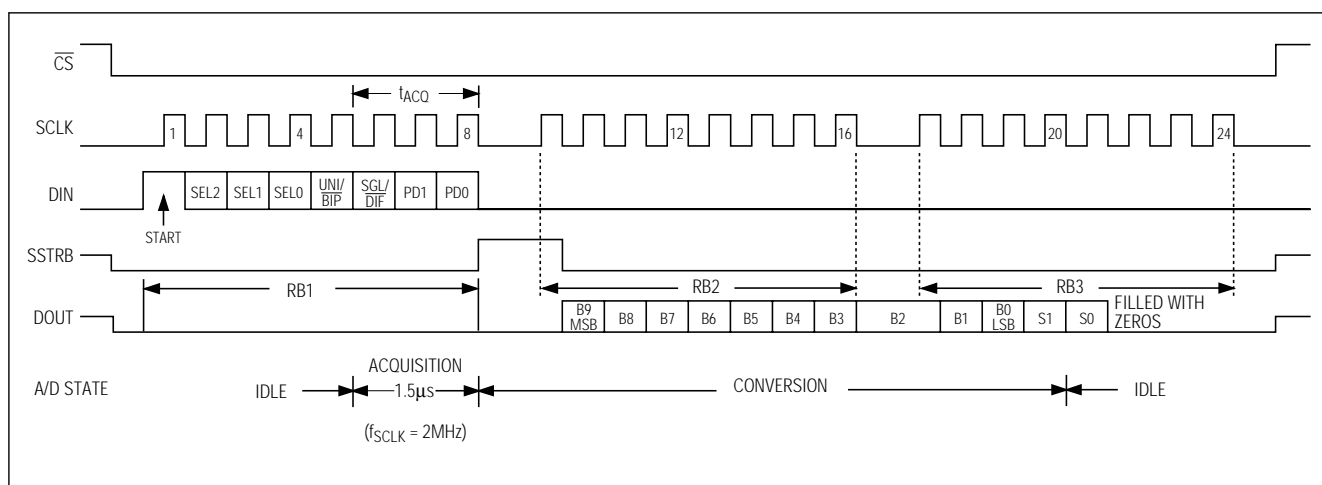 CS
tACQ
SCLK 1 4 8 12 16 20 24
DIN SEL2 SEL1 SEL0 UNI/BIP SGL/DIF PD1 PD0
START
SSTRB
RB1 RB2 RB3
DOUT B9 MSB B8 B7 B6 B5 B4 B3 B2 B1 B0 LSB S1 S0 FILLED WITH ZEROS
A/D STATE IDLE ACQUISITION 1.5μs CONVERSION IDLE
(fSCLK = 2MHz)